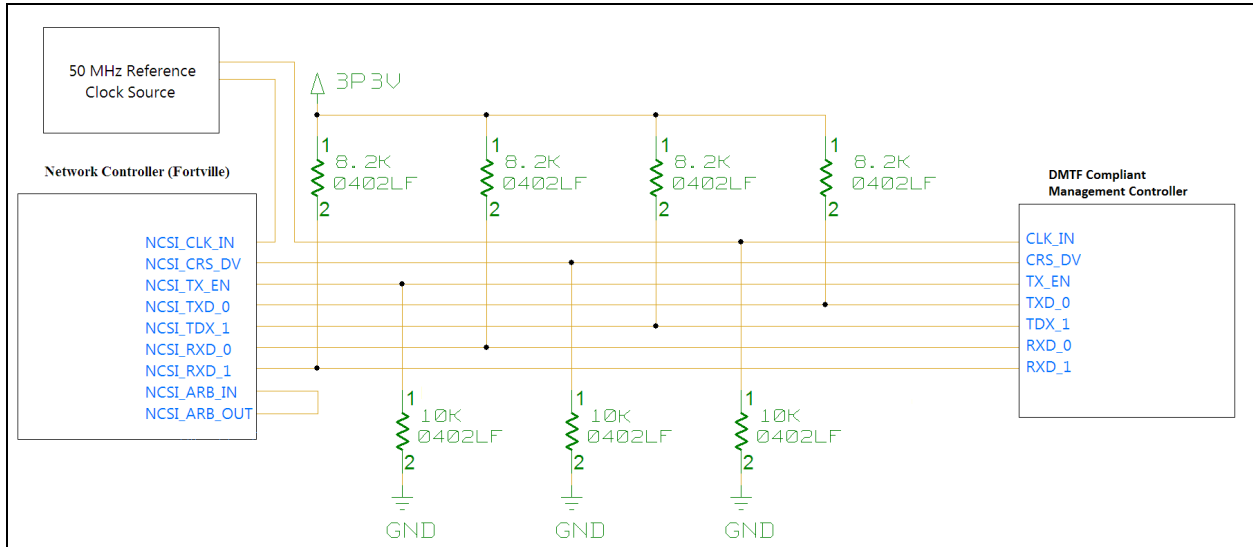 50 MHz Reference
Clock Source
3P3V
1
8.2K
0402LF
2
1
8.2K
0402LF
2
1
8.2K
0402LF
2
1
8.2K
0402LF
2
Network Controller (Fortville)
NCSI_CLK_IN
NCSI_CRS_DV
NCSI_TX_EN
NCSI_TXD_0
NCSI_TDX_1
NCSI_RXD_0
NCSI_RXD_1
NCSI_ARB_IN
NCSI_ARB_OUT
DMTF Compliant
Management Controller
CLK_IN
CRS_DV
TX_EN
TXD_0
TDX_1
RXD_0
RXD_1
1
10K
0402LF
2
GND
1
10K
0402LF
2
GND
1
10K
0402LF
2
GND